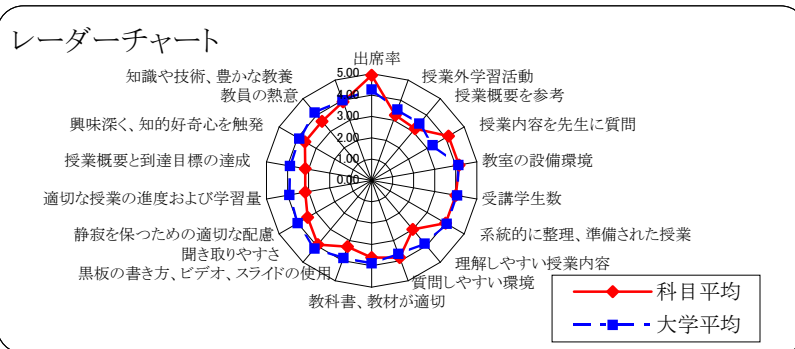 レーダーチャート
出席率
授業外学習活動
授業概要を参考
授業内容を先生に質問
教室の設備環境
受講学生数
系統的に整理、準備された授業
理解しやすい授業内容
質問しやすい環境
教科書、教材が適切
黒板の書き方、ビデオ、スライドの使用
聞き取りやすさ
静寂を保つための適切な配慮
適切な授業の進度および学習量
授業概要と到達目標の達成
興味深く、知的好奇心を触発
教員の熱意
知識や技術、豊かな教養
5.00
4.00
3.00
2.00
1.00
0.00
科目平均
大学平均